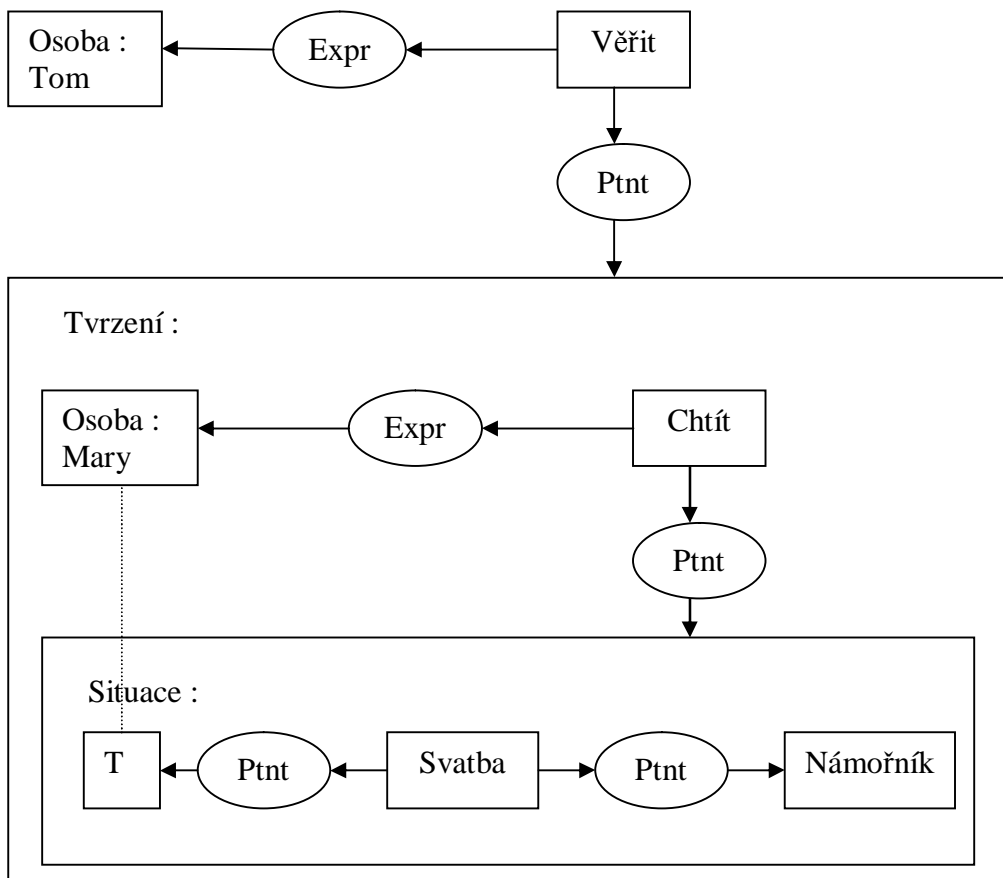 Osoba :
Tom
Expr
Věřit
Ptnt
Tvrzení :
Osoba :
Mary
Expr
Chtít
Ptnt
Situace :
T
Ptnt
Svatba
Ptnt
Námořník